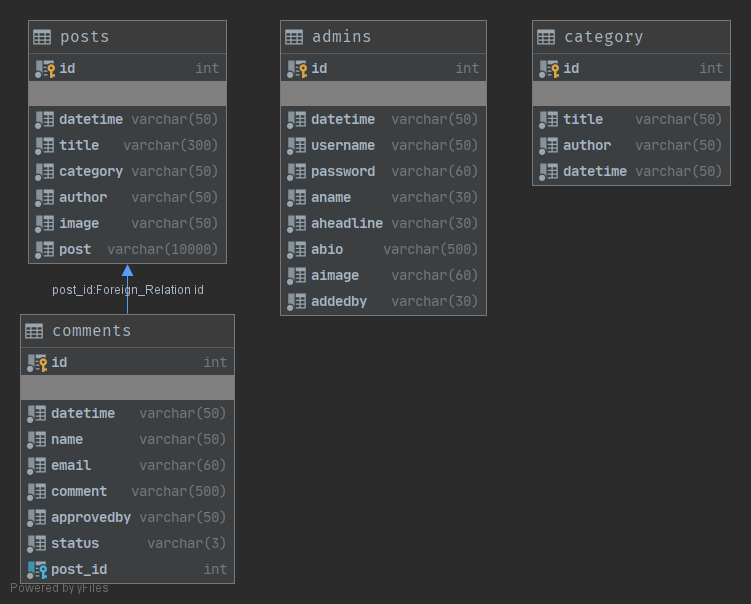 posts
id int
datetime varchar(50)
title varchar(300)
category varchar(50)
author varchar(50)
image varchar(50)
post varchar(10000)
post_id:Foreign_Relation id
comments
id int
datetime varchar(50)
name varchar(50)
email varchar(60)
comment varchar(500)
approvedby varchar(50)
status varchar(3)
post_id int
admins
id int
datetime varchar(50)
username varchar(50)
password varchar(60)
aname varchar(30)
aheadline varchar(30)
abio varchar(500)
aimage varchar(60)
addedby varchar(30)
category
id int
title varchar(50)
author varchar(50)
datetime varchar(50)
Powered by yFiles